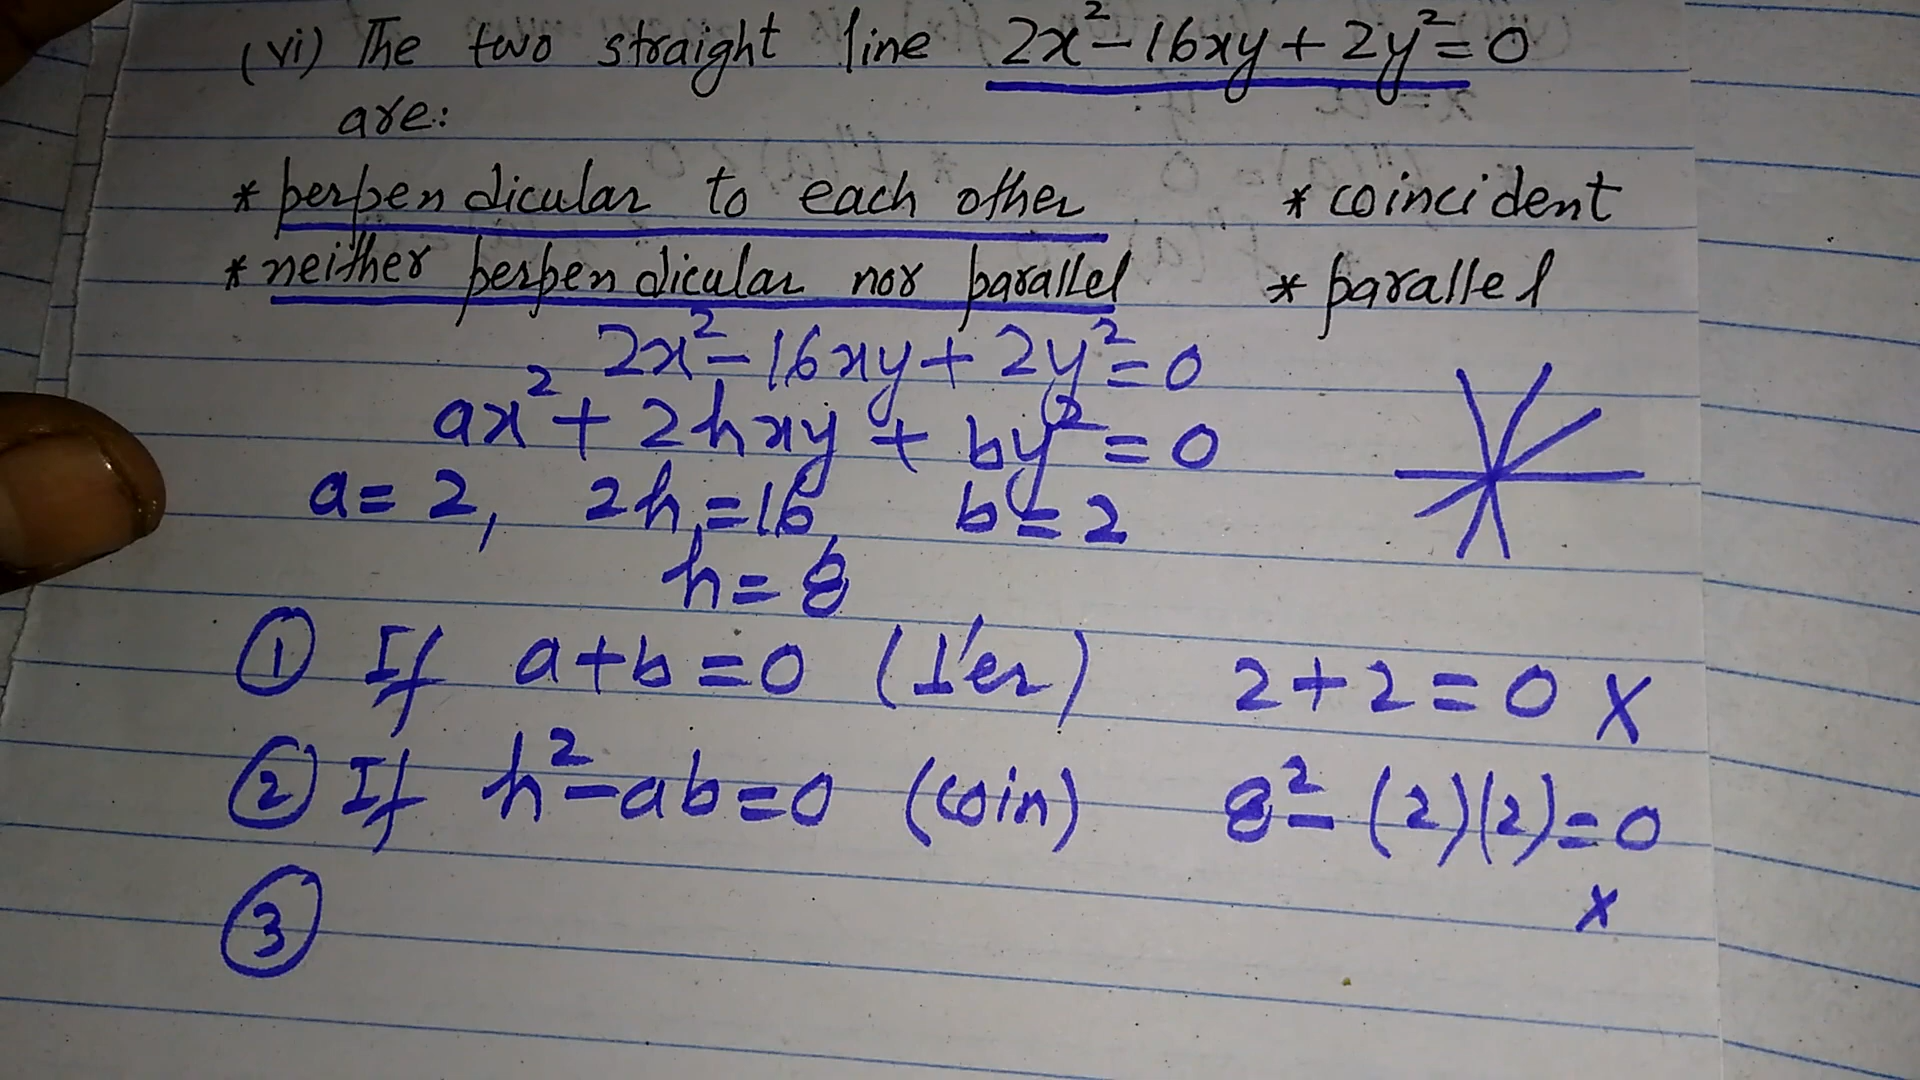 (vi) The two straight line 2x²-16xy+2y²=0
are:
* perpendicular to each other * coincident
* neither perpendicular nor parallel * parallel
2x²-16xy+2y²=0
ax²+2hxy+by²=0
a=2, 2h=16 b=2
h=8
① If a+b=0 (⊥er) 2+2=0 X
② If h²-ab=0 (coin) 8²-(2)(2)=0
X
③